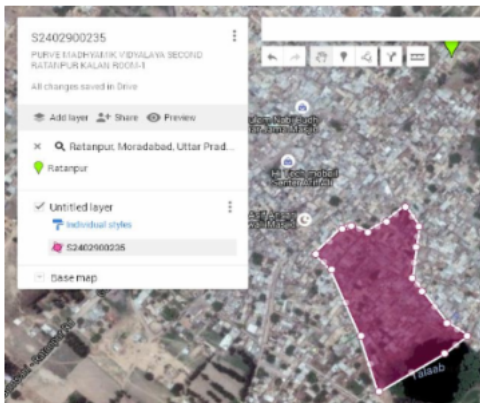 S2402900235
PURVE MADHYAMIK VIDYALAYA SECOND
RATANPUR KALAN ROOM-1
All changes saved in Drive
Add layer Share Preview
Ratanpur, Moradabad, Uttar Prad...
Ratanpur
Untitled layer
Individual styles
S2402900235
Base map
Talaab